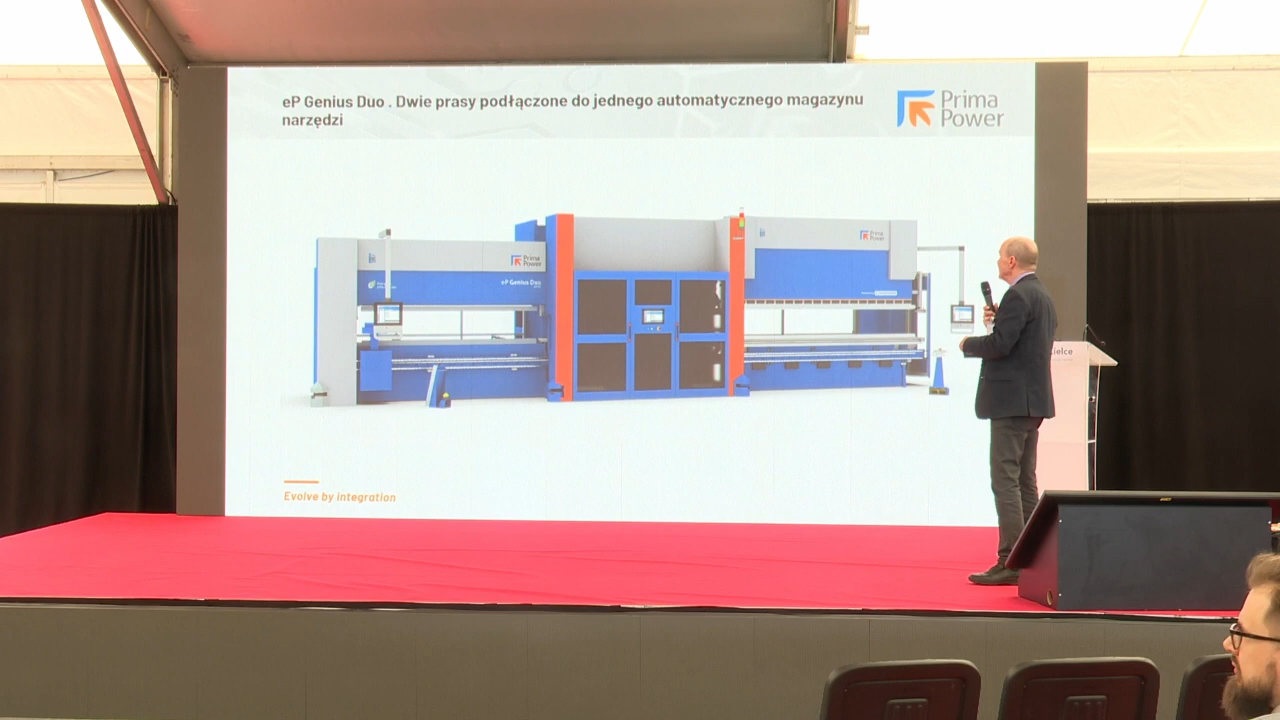 eP Genius Duo . Dwie prasy podłączone do jednego automatycznego magazynu
narzędzi
Prima
Power
Prima
Power
eP Genius Duo
Prima
Power
Evolve by integration